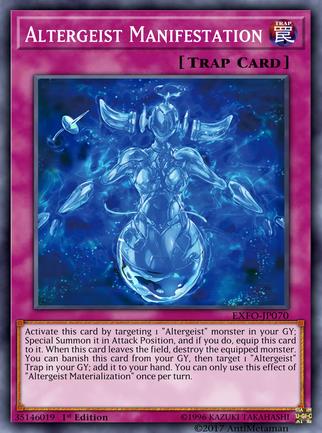 Altergeist Manifestation
TRAP
罠
[Trap Card]
EXFO-JP070
Activate this card by targeting 1 "Altergeist" monster in your GY;
Special Summon it in Attack Position, and if you do, equip this card
to it. When this card leaves the field, destroy the equipped monster.
You can banish this card from your GY, then target 1 "Altergeist"
Trap in your GY; add it to your hand. You can only use this effect of
"Altergeist Materialization" once per turn.
35146019 1st Edition ©1996 KAZUKI TAKAHASHI
©2017 AntiMetaman